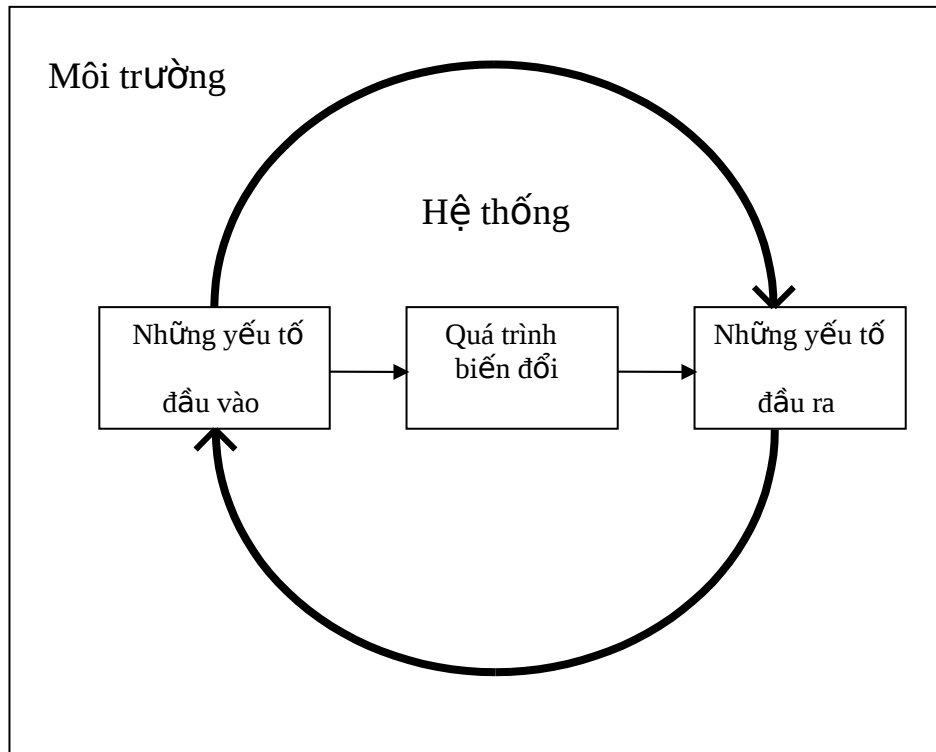 Môi trường
Hệ thống
Những yếu tố
đầu vào
Quá trình
biến đổi
Những yếu tố
đầu ra